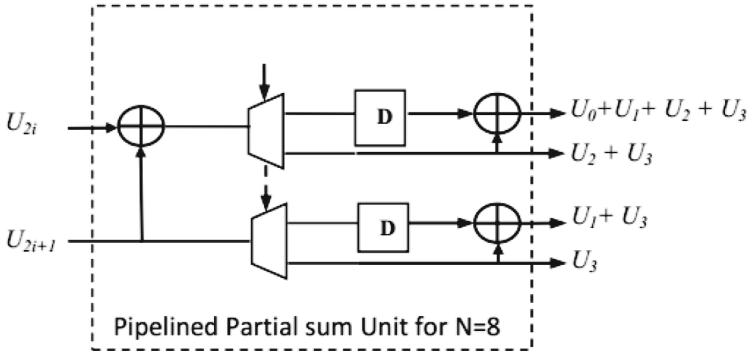 U2i
U2i+1
D
D
U0+U1+ U2 + U3
U2 + U3
U1+ U3
U3
Pipelined Partial sum Unit for N=8